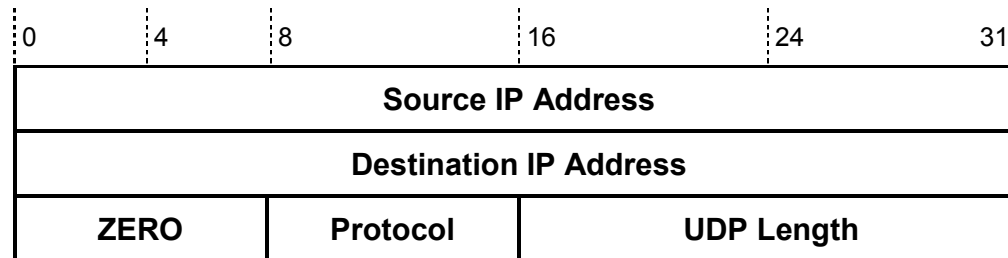 0 4 8 16 24 31
Source IP Address
Destination IP Address
ZERO Protocol UDP Length